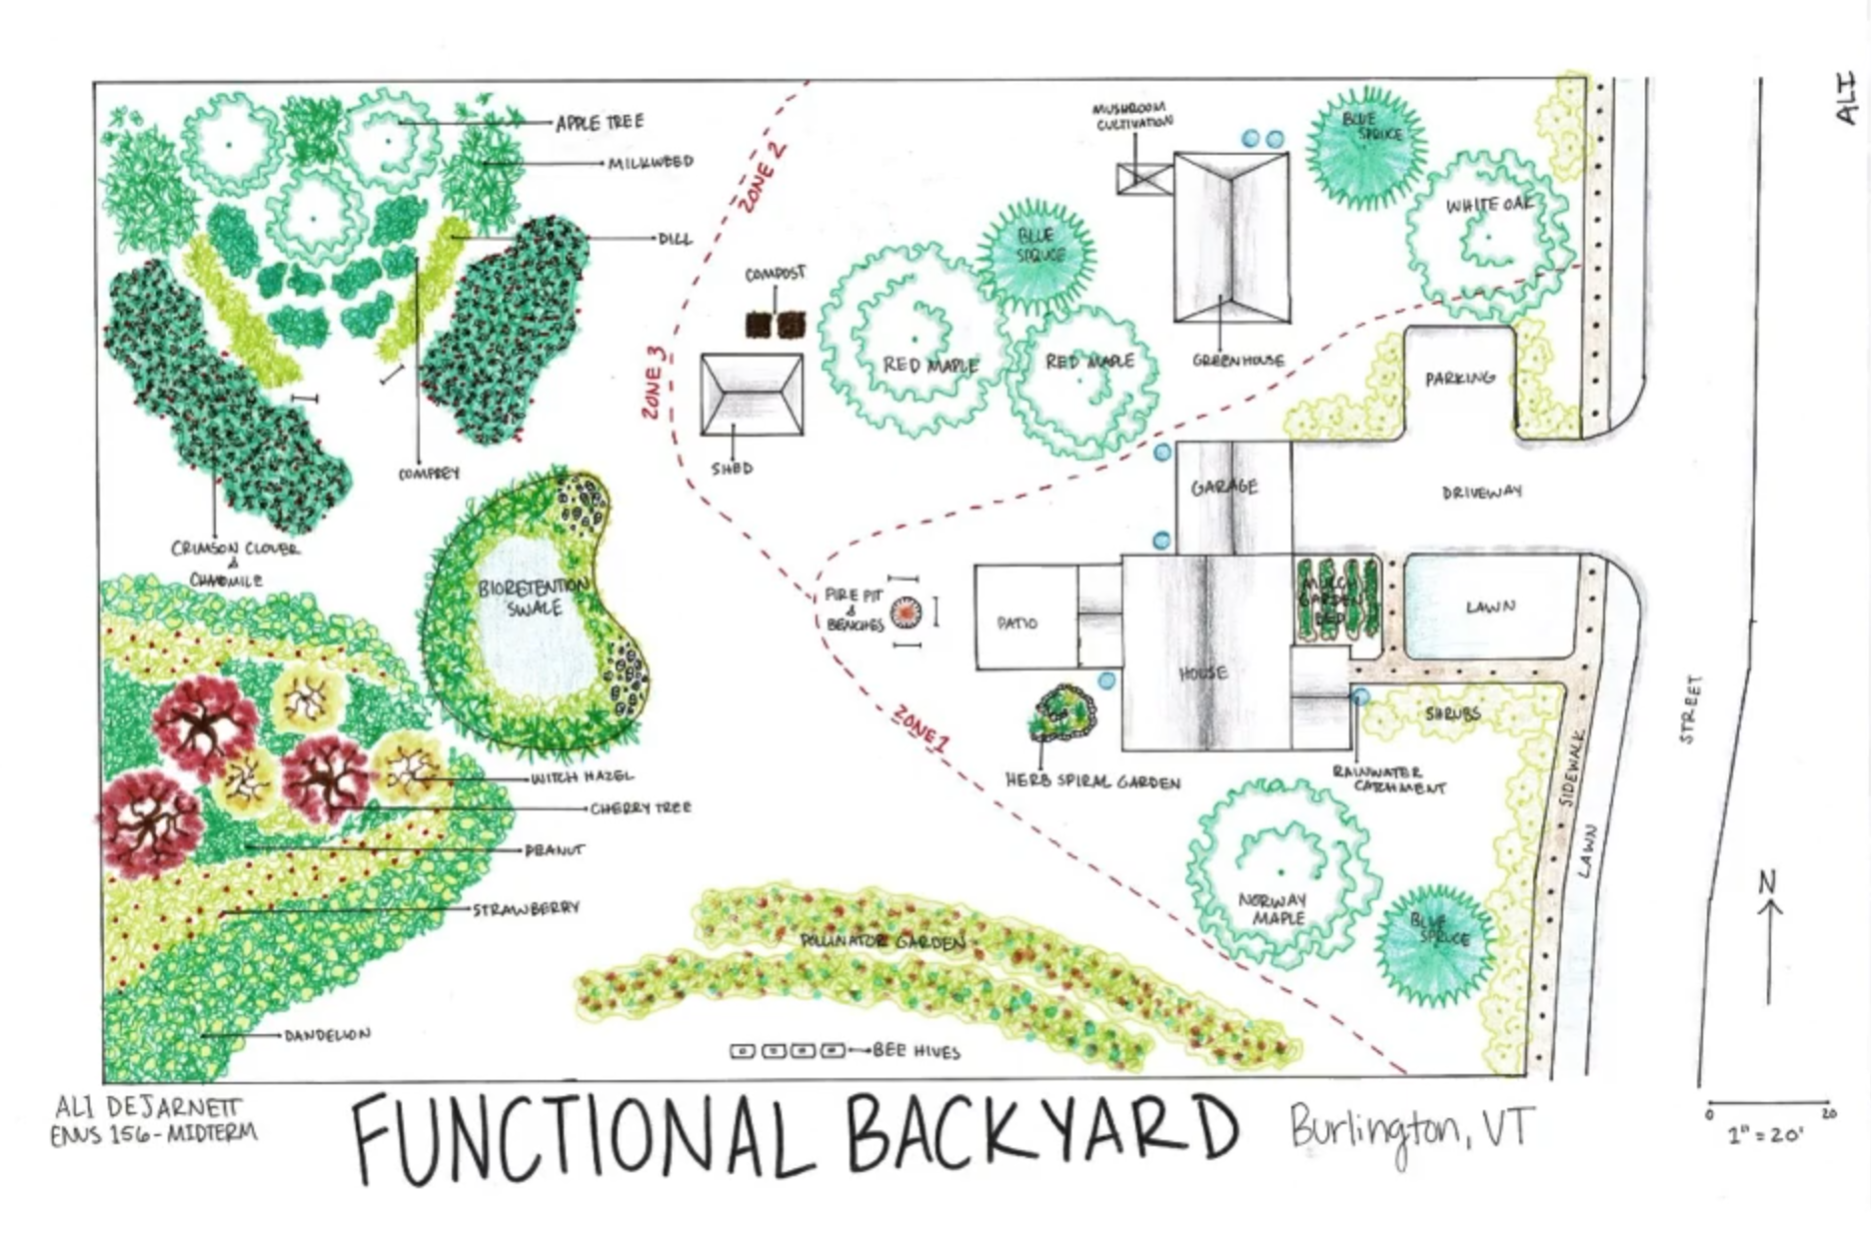 ALI
APPLE TREE
MILKWEED
DILL
COMFREY
CRIMSON CLOVER
&
CHAMOMILE
ZONE 2
ZONE 3
COMPOST
SHED
MUSHROOM
CULTIVATION
BLUE
SPRUCE
WHITE OAK
BLUE
SPRUCE
RED MAPLE
RED MAPLE
GREENHOUSE
PARKING
GARAGE
DRIVEWAY
BIORETENTION
SWALE
FIRE PIT
&
BENCHES
PATIO
HOUSE
MULCH
GARDEN
BED
LAWN
ZONE 1
HERB SPIRAL GARDEN
SHRUBS
RAINWATER
CATCHMENT
SIDEWALK
LAWN
STREET
WITCH HAZEL
CHERRY TREE
PEANUT
STRAWBERRY
DANDELION
POLLINATOR GARDEN
BEE HIVES
NORWAY
MAPLE
BLUE
SPRUCE
N
0 20
1" = 20'
ALI DEJARNETT
ENVS 156-MIDTERM
FUNCTIONAL BACKYARD
Burlington, VT